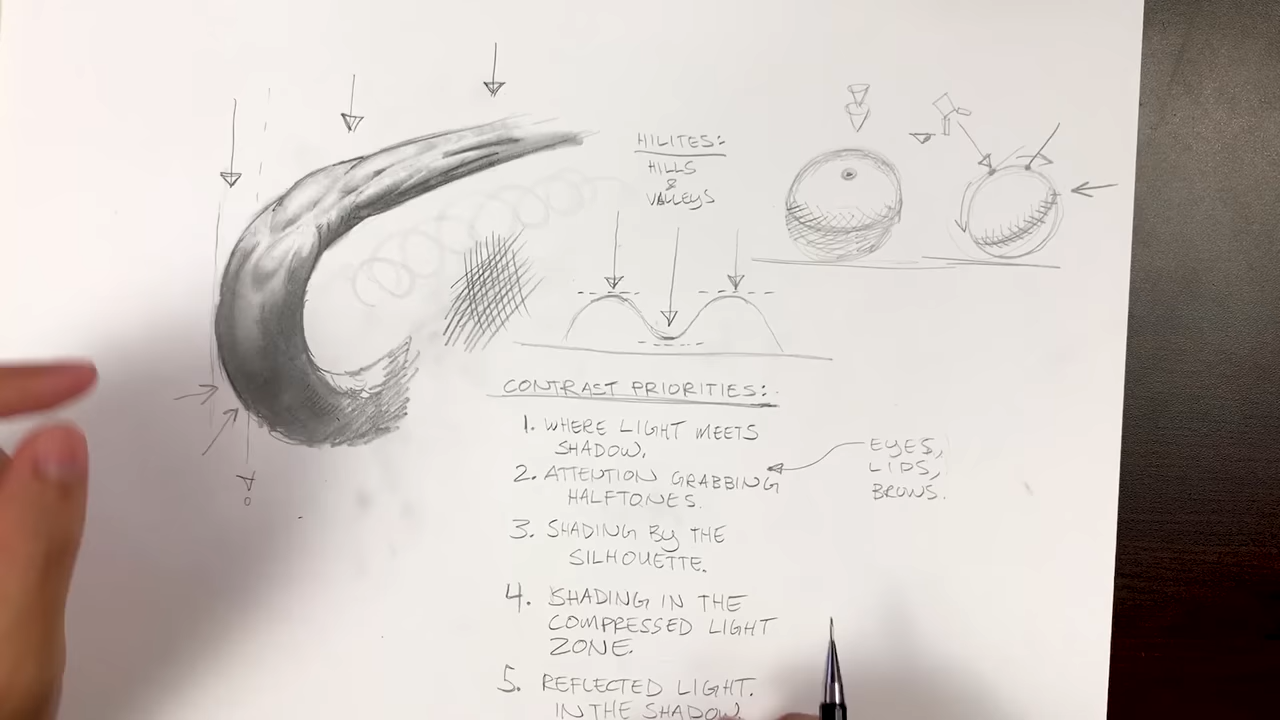 HILITES:
HILLS
&
VALLEYS
CONTRAST PRIORITIES:
1. WHERE LIGHT MEETS
SHADOW.
2. ATTENTION GRABBING
HALFTONES.
EYES,
LIPS,
BROWS.
3. SHADING BY THE
SILHOUETTE.
4. SHADING IN THE
COMPRESSED LIGHT
ZONE.
5. REFLECTED LIGHT.
IN THE SHADOW.